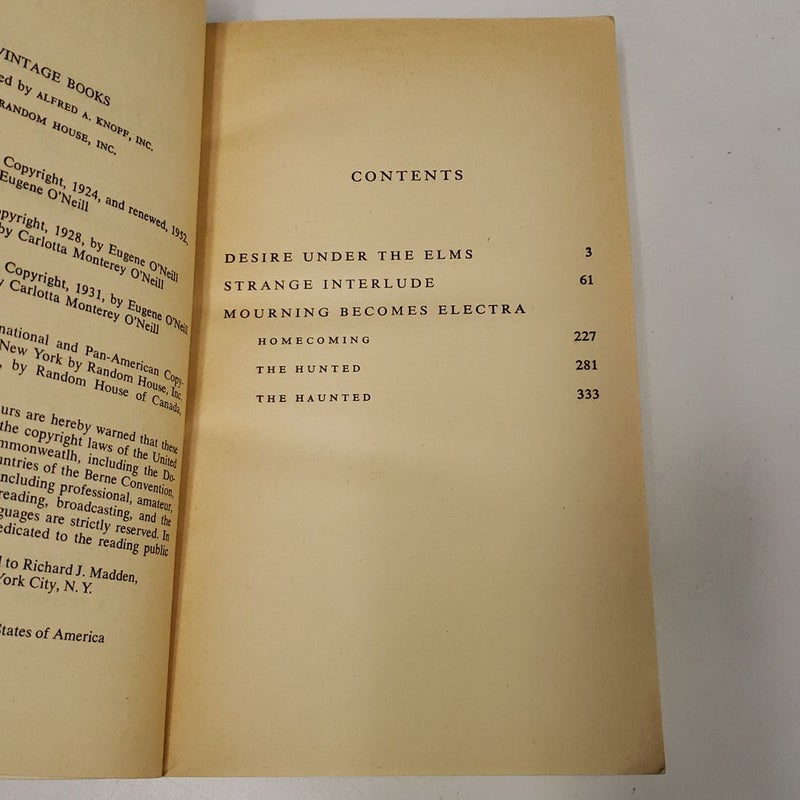 VINTAGE BOOKS
ed by ALFRED A. KNOPF, INC.
RANDOM HOUSE, INC.
Copyright, 1924, and renewed, 1952,
Eugene O'Neill
pyright, 1928, by Eugene O'Neill
by Carlotta Monterey O'Neill
Copyright, 1931, by Eugene O'Neill
y Carlotta Monterey O'Neill
national and Pan-American Copy-
New York by Random House, Inc.
, by Random House of Canada,
urs are hereby warned that these
the copyright laws of the United
mmonweatlh, including the Do-
untries of the Berne Convention,
including professional, amateur,
reading, broadcasting, and the
guages are strictly reserved. In
edicated to the reading public
l to Richard J. Madden,
York City, N.Y.
States of America
CONTENTS
DESIRE UNDER THE ELMS 3
STRANGE INTERLUDE 61
MOURNING BECOMES ELECTRA
HOMECOMING 227
THE HUNTED 281
THE HAUNTED 333